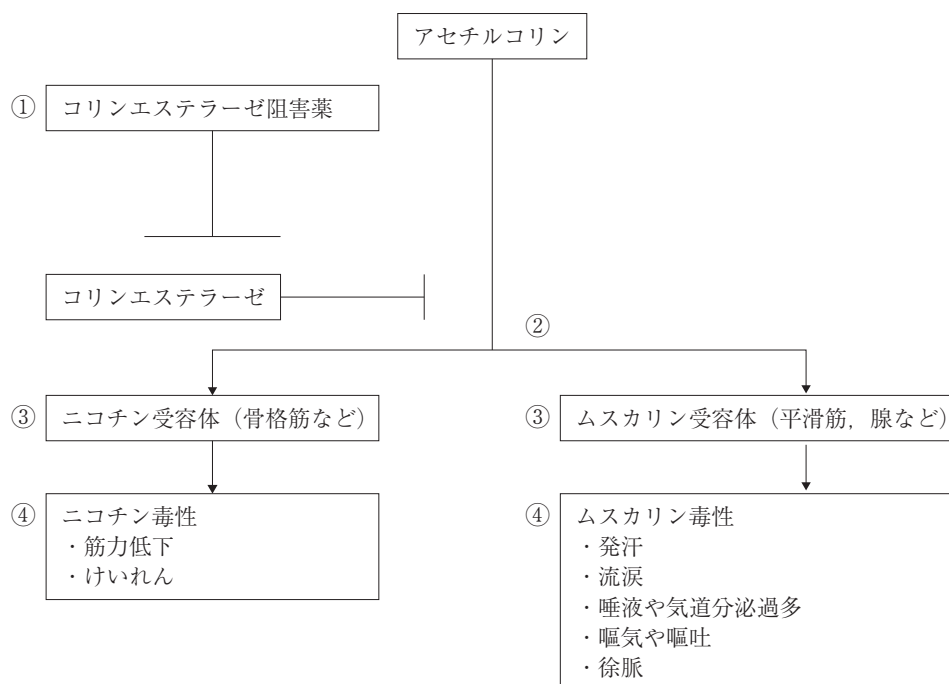 アセチルコリン
① コリンエステラーゼ阻害薬
コリンエステラーゼ
②
③ ニコチン受容体（骨格筋など）
③ ムスカリン受容体（平滑筋，腺など）
④ ニコチン毒性
・筋力低下
・けいれん
④ ムスカリン毒性
・発汗
・流涙
・唾液や気道分泌過多
・嘔気や嘔吐
・徐脈